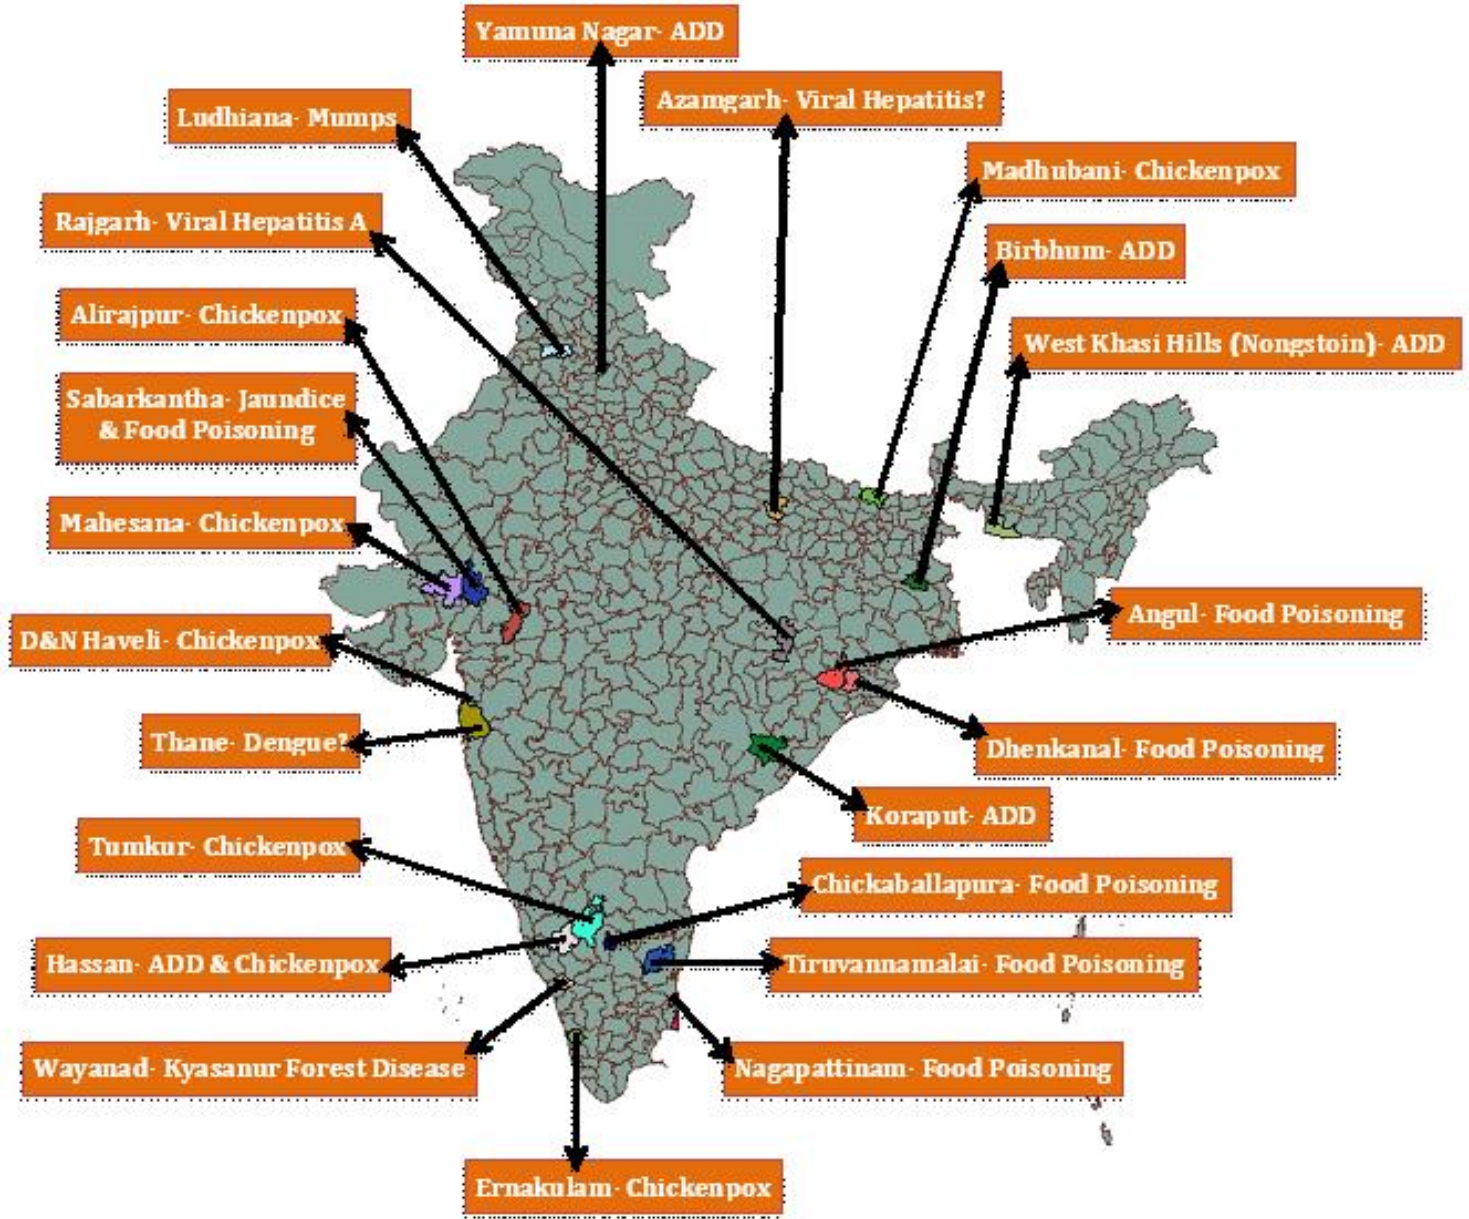 Yamuna Nagar- ADD
Azamgarh- Viral Hepatitis?
Ludhiana- Mumps
Madhubani- Chickenpox
Rajgarh- Viral Hepatitis A
Birbhum- ADD
Alirajpur- Chickenpox
West Khasi Hills (Nongstoin)- ADD
Sabarkantha- Jaundice
& Food Poisoning
Mahesana- Chickenpox
Angul- Food Poisoning
D&N Haveli- Chickenpox
Thane- Dengue?
Dhenkanal- Food Poisoning
Koraput- ADD
Tumkur- Chickenpox
Chickaballapura- Food Poisoning
Hassan- ADD & Chickenpox
Tiruvannamalai- Food Poisoning
Wayanad- Kyasanur Forest Disease
Nagapattinam- Food Poisoning
Ernakulam- Chickenpox